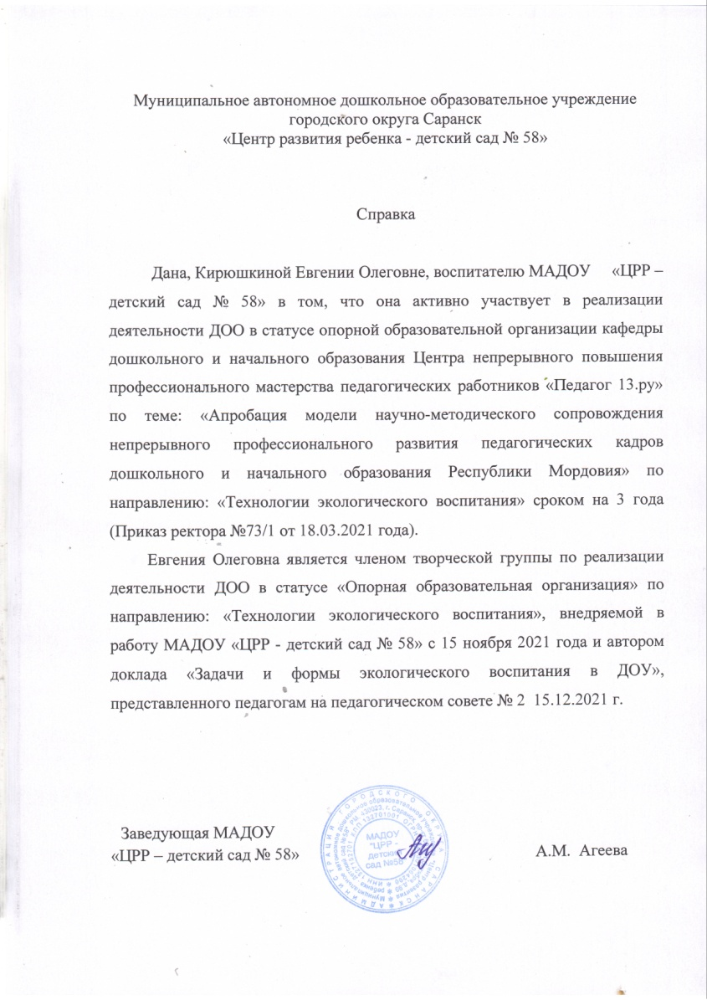 Муниципальное автономное дошкольное образовательное учреждение
городского округа Саранск
«Центр развития ребенка - детский сад № 58»
Справка
Дана, Кирюшкиной Евгении Олеговне, воспитателю МАДОУ «ЦРР –
детский сад № 58» в том, что она активно участвует в реализации
деятельности ДОО в статусе опорной образовательной организации кафедры
дошкольного и начального образования Центра непрерывного повышения
профессионального мастерства педагогических работников «Педагог 13.ру»
по теме: «Апробация модели научно-методического сопровождения
непрерывного профессионального развития педагогических кадров
дошкольного и начального образования Республики Мордовия» по
направлению: «Технологии экологического воспитания» сроком на 3 года
(Приказ ректора №73/1 от 18.03.2021 года).
Евгения Олеговна является членом творческой группы по реализации
деятельности ДОО в статусе «Опорная образовательная организация» по
направлению: «Технологии экологического воспитания», внедряемой в
работу МАДОУ «ЦРР - детский сад № 58» с 15 ноября 2021 года и автором
доклада «Задачи и формы экологического воспитания в ДОУ»,
представленного педагогам на педагогическом совете № 2 15.12.2021 г.
Заведующая МАДОУ
«ЦРР – детский сад № 58»
А.М. Агеева
МАДОУ
"ЦРР -
детский
сад №58"
АДМИНИСТРАЦИЯ ГОРОДСКОГО ОКРУГА САРАНСК